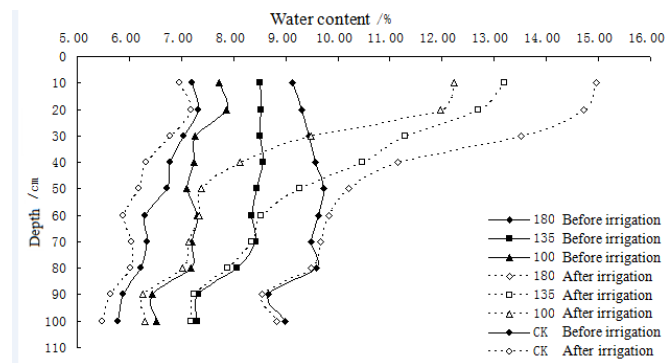 Water content /%
5.00 6.00 7.00 8.00 9.00 10.00 11.00 12.00 13.00 14.00 15.00 16.00
0
10
20
30
40
50
60
70
80
90
100
110
Depth /cm
180 Before irrigation
135 Before irrigation
100 Before irrigation
180 After irrigation
135 After irrigation
100 After irrigation
CK Before irrigation
CK After irrigation